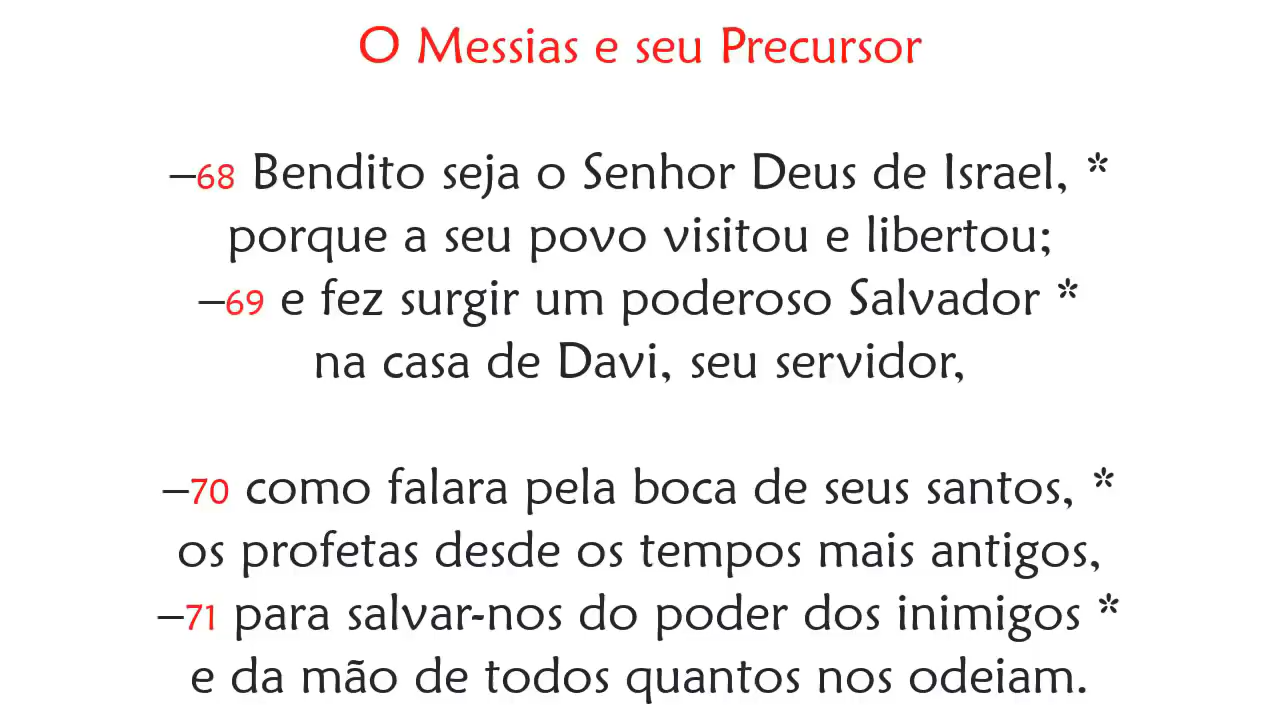 O Messias e seu Precursor
–68 Bendito seja o Senhor Deus de Israel, *
porque a seu povo visitou e libertou;
–69 e fez surgir um poderoso Salvador *
na casa de Davi, seu servidor,
–70 como falara pela boca de seus santos, *
os profetas desde os tempos mais antigos,
–71 para salvar-nos do poder dos inimigos *
e da mão de todos quantos nos odeiam.